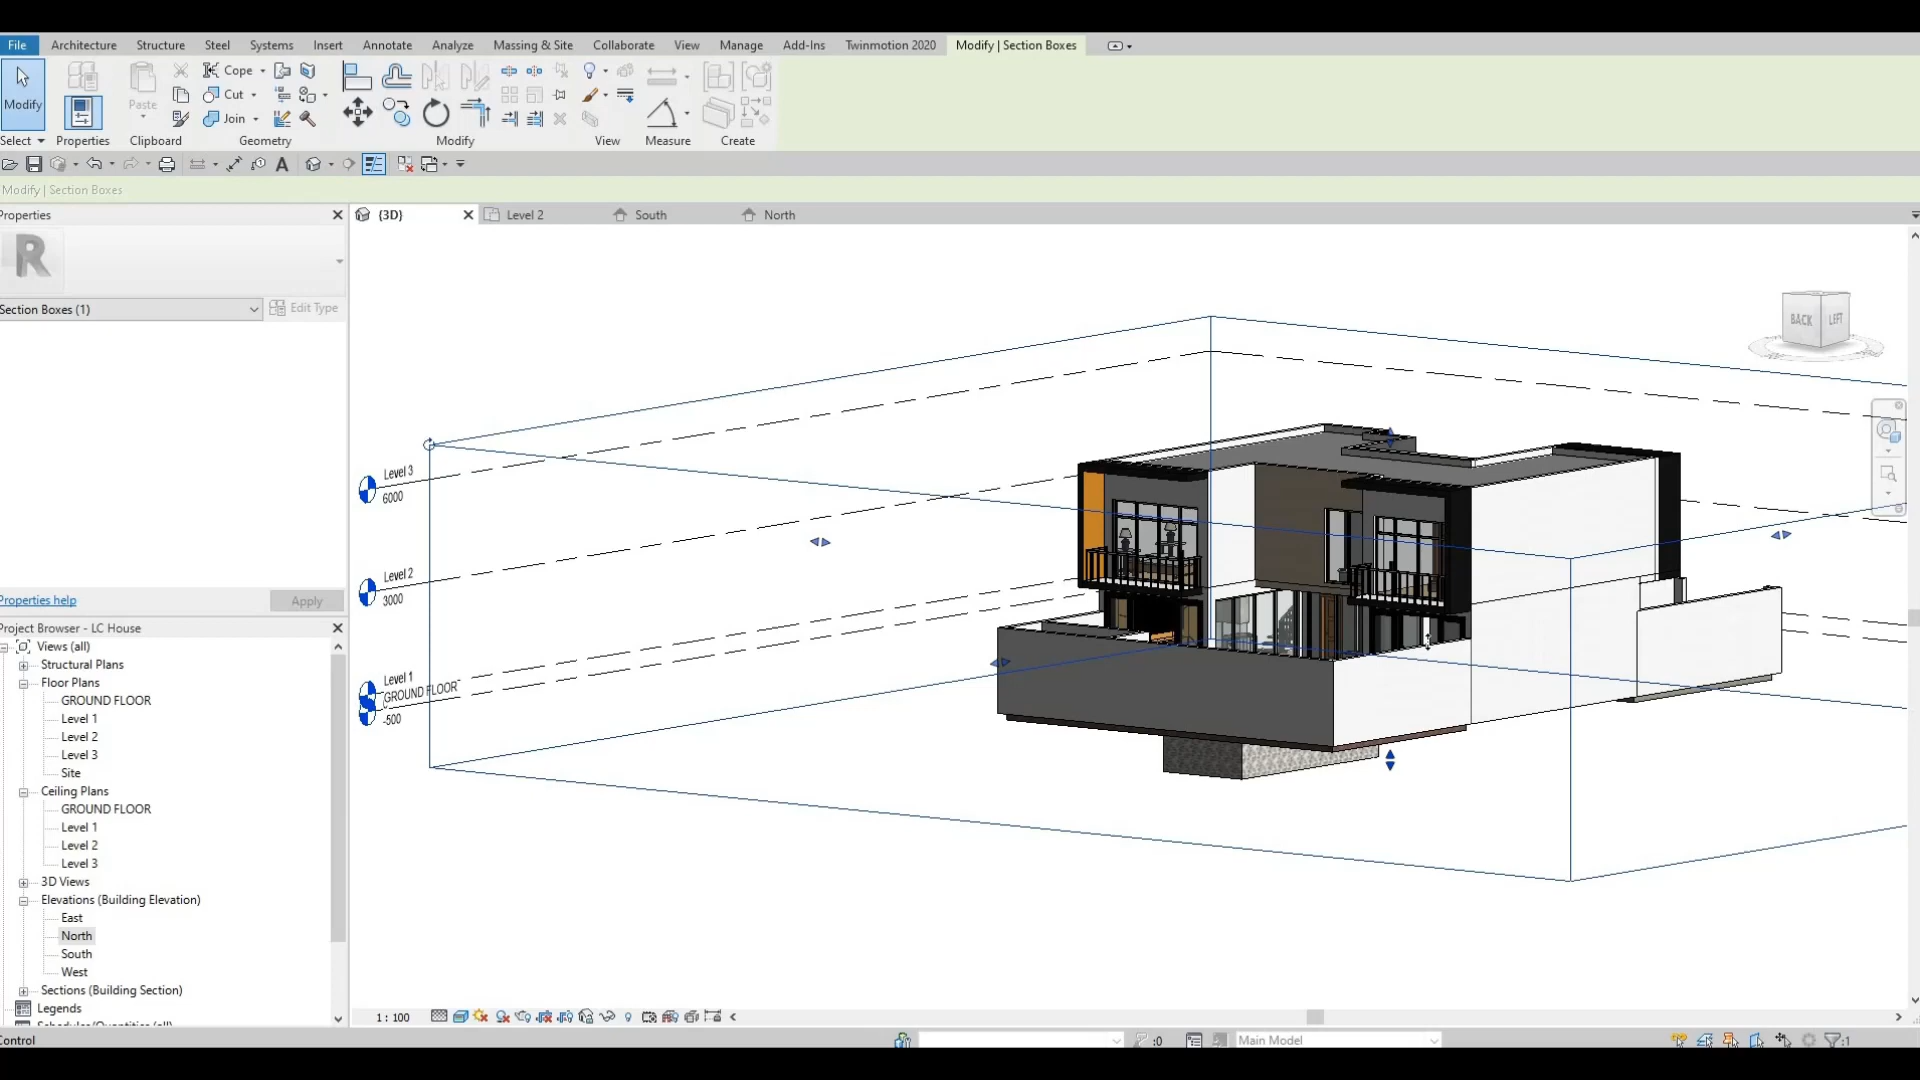 File Architecture Structure Steel Systems Insert Annotate Analyze Massing & Site Collaborate View Manage Add-Ins Twinmotion 2020 Modify | Section Boxes
Cope
Modify Paste Cut
Join
Select Properties Clipboard Geometry Modify View Measure Create
A
Modify | Section Boxes
Properties
{3D} Level 2 South North
R
Section Boxes (1) Edit Type
BACK LEFT
Level 3
6000
Level 2
3000
Level 1
GROUND FLOOR
-500
Properties help Apply
Project Browser - LC House
Views (all)
Structural Plans
Floor Plans
GROUND FLOOR
Level 1
Level 2
Level 3
Site
Ceiling Plans
GROUND FLOOR
Level 1
Level 2
Level 3
3D Views
Elevations (Building Elevation)
East
North
South
West
Sections (Building Section)
Legends
Schedules/Quantities (all)
1 : 100
Control :0 Main Model :1